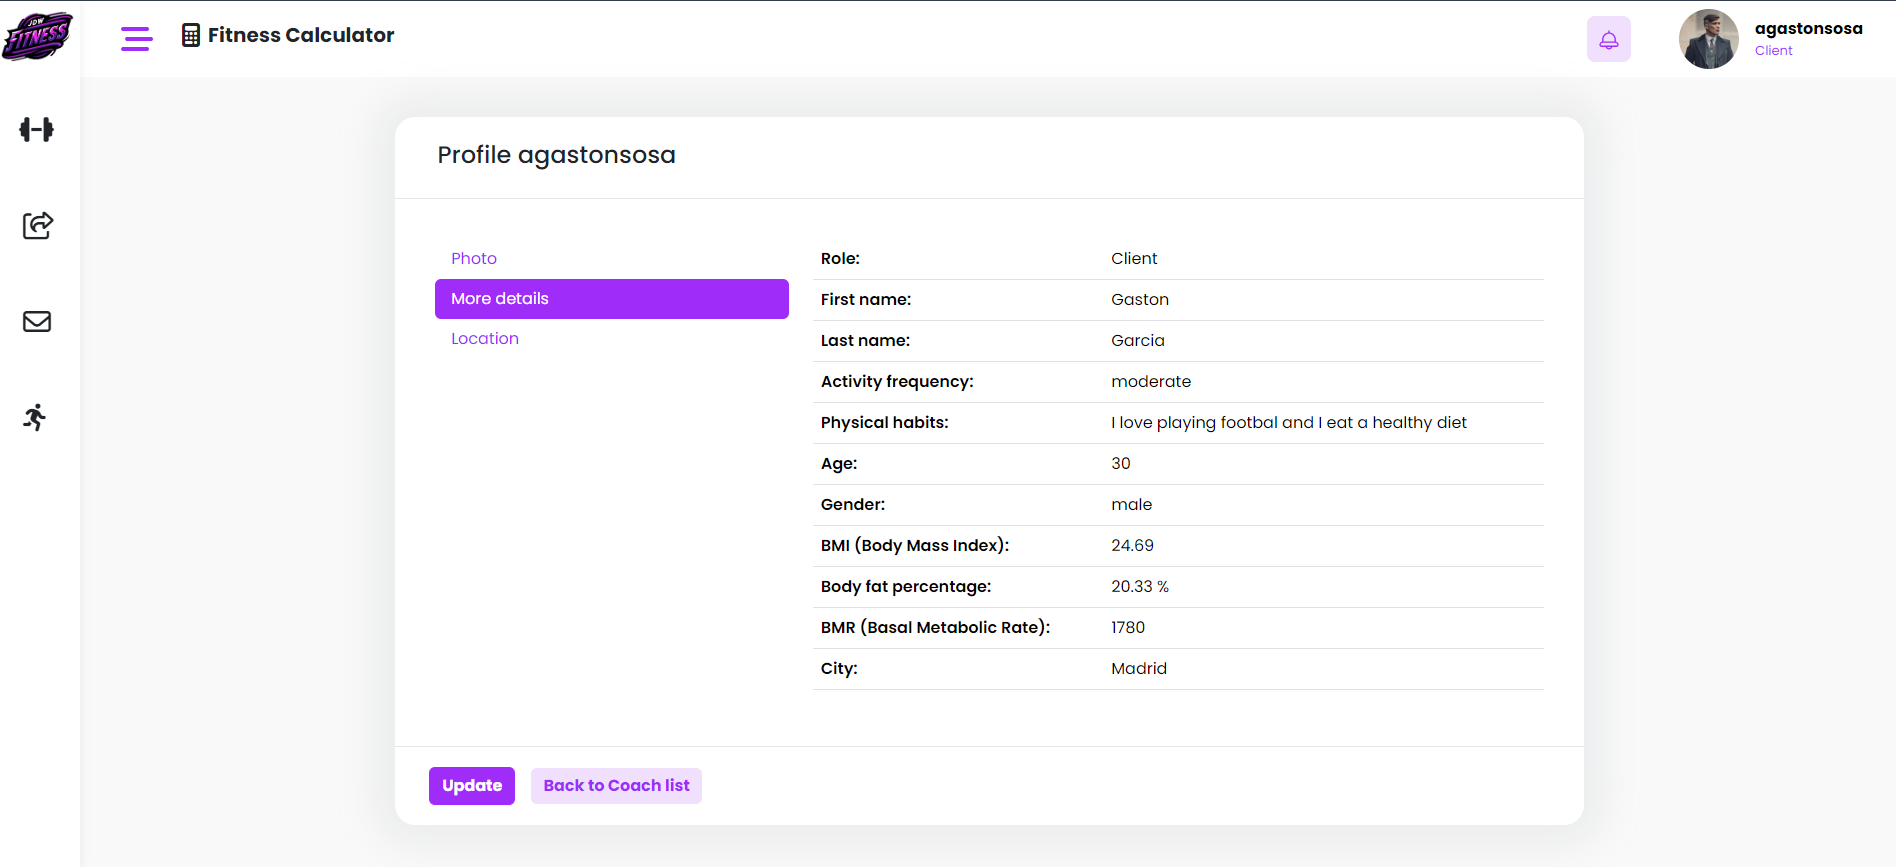 JDW
FITNESS
Fitness Calculator
agastonsosa
Client
Profile agastonsosa
Photo
More details
Location
Role: Client
First name: Gaston
Last name: Garcia
Activity frequency: moderate
Physical habits: I love playing footbal and I eat a healthy diet
Age: 30
Gender: male
BMI (Body Mass Index): 24.69
Body fat percentage: 20.33 %
BMR (Basal Metabolic Rate): 1780
City: Madrid
Update
Back to Coach list